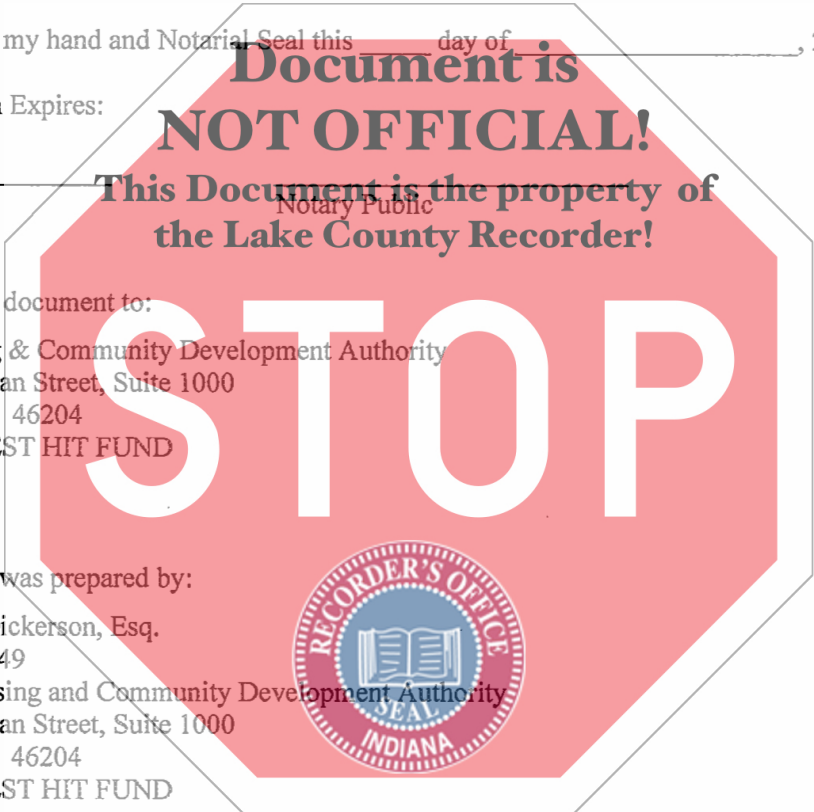 my hand and Notarial Seal this ______ day of ______________________,
Document is
Expires:
NOT OFFICIAL!
This Document is the property of
Notary Public
the Lake County Recorder!
document to:
& Community Development Authority
an Street, Suite 1000
46204
ST HIT FUND
STOP
was prepared by:
ickerson, Esq.
49
sing and Community Development Authority
an Street, Suite 1000
46204
ST HIT FUND
RECORDER'S OFFICE
SEAL
INDIANA